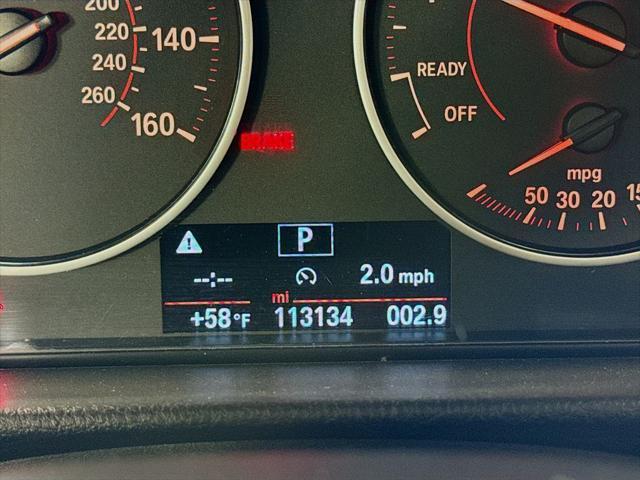 200
220
140
240
260
160
BRAKE
READY
OFF
mpg
50 30 20 15
P
--:-- 2.0 mph
mi
+58°F 113134 002.9